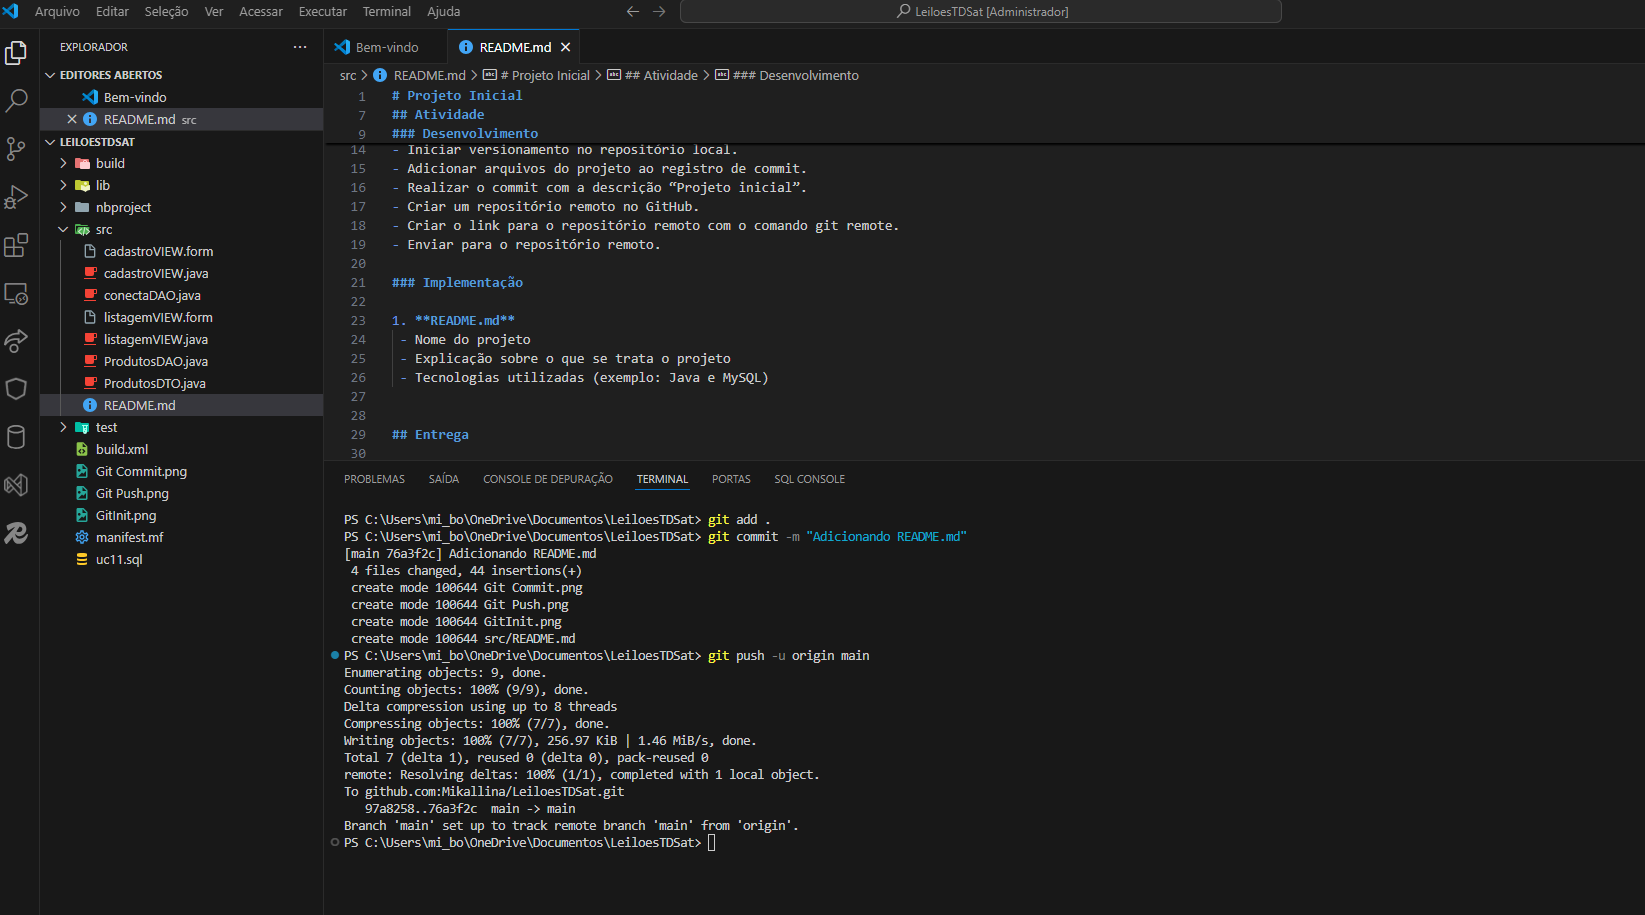 Arquivo Editar Seleção Ver Acessar Executar Terminal Ajuda
LeiloesTDSat [Administrador]
EXPLORADOR
EDITORES ABERTOS
Bem-vindo
README.md src
LEILOESTDSAT
build
lib
nbproject
src
cadastroVIEW.form
cadastroVIEW.java
conectaDAO.java
listagemVIEW.form
listagemVIEW.java
ProdutosDAO.java
ProdutosDTO.java
README.md
test
build.xml
Git Commit.png
Git Push.png
GitInit.png
manifest.mf
uc11.sql
Bem-vindo README.md
src > README.md > # Projeto Inicial > ## Atividade > ### Desenvolvimento
1 # Projeto Inicial
7 ## Atividade
9 ### Desenvolvimento
14 - Iniciar versionamento no repositório local.
15 - Adicionar arquivos do projeto ao registro de commit.
16 - Realizar o commit com a descrição “Projeto inicial”.
17 - Criar um repositório remoto no GitHub.
18 - Criar o link para o repositório remoto com o comando git remote.
19 - Enviar para o repositório remoto.
20
21 ### Implementação
22
23 1. **README.md**
24 - Nome do projeto
25 - Explicação sobre o que se trata o projeto
26 - Tecnologias utilizadas (exemplo: Java e MySQL)
27
28
29 ## Entrega
30
PROBLEMAS SAÍDA CONSOLE DE DEPURAÇÃO TERMINAL PORTAS SQL CONSOLE
PS C:\Users\mi_bo\OneDrive\Documentos\LeiloesTDSat> git add .
PS C:\Users\mi_bo\OneDrive\Documentos\LeiloesTDSat> git commit -m "Adicionando README.md"
[main 76a3f2c] Adicionando README.md
4 files changed, 44 insertions(+)
create mode 100644 Git Commit.png
create mode 100644 Git Push.png
create mode 100644 GitInit.png
create mode 100644 src/README.md
PS C:\Users\mi_bo\OneDrive\Documentos\LeiloesTDSat> git push -u origin main
Enumerating objects: 9, done.
Counting objects: 100% (9/9), done.
Delta compression using up to 8 threads
Compressing objects: 100% (7/7), done.
Writing objects: 100% (7/7), 256.97 KiB | 1.46 MiB/s, done.
Total 7 (delta 1), reused 0 (delta 0), pack-reused 0
remote: Resolving deltas: 100% (1/1), completed with 1 local object.
To github.com:Mikallina/LeiloesTDSat.git
97a8258..76a3f2c main -> main
Branch 'main' set up to track remote branch 'main' from 'origin'.
PS C:\Users\mi_bo\OneDrive\Documentos\LeiloesTDSat>